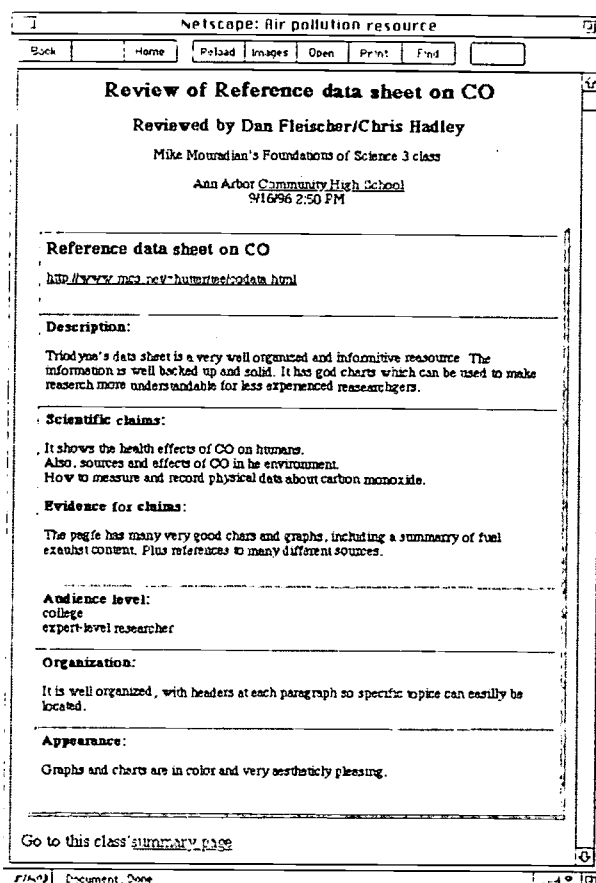 Netscape: Air pollution resource
Back Home Reload Images Open Print Find
Review of Reference data sheet on CO
Reviewed by Dan Fleischer/Chris Hadley
Mike Mouradian's Foundations of Science 3 class
Ann Arbor Community High School
9/16/96 2:50 PM
Reference data sheet on CO
Description:
Triodyne's data sheet is a very well organized and informitive reasource. The
information is well backed up and solid. It has god charts which can be used to make
reaserch more understandable for less experienced reasearchgers.
Scientific claims:
It shows the health effects of CO on humans.
Also, sources and effects of CO in he environment.
How to measure and record physical data about carbon monoxide.
Evidence for claims:
The pagfe has many very good chars and graphs, including a summarry of fuel
exauhst content. Plus references to many different sources.
Audience level:
college
expert-level researcher
Organization:
It is well organized, with headers at each paragraph so specific topics can easilly be
located.
Appearance:
Graphs and charts are in color and very aestheticly pleasing.
Go to this class' summary page
Document: Done